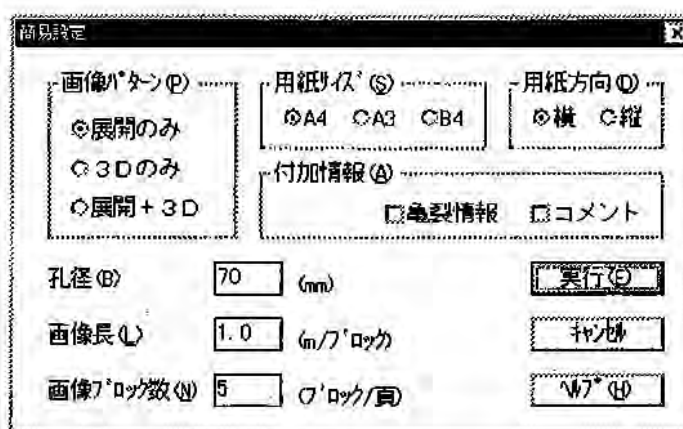 簡易設定
画像ﾊﾟﾀｰﾝ(P)
展開のみ
3Dのみ
展開+3D
用紙ｻｲｽﾞ(S)
A4 A3 B4
用紙方向(D)
横 縦
付加情報(A)
亀裂情報 コメント
孔径(B) 70 (mm)
画像長(L) 1.0 (m/ﾌﾞﾛｯｸ)
画像ﾌﾞﾛｯｸ数(N) 5 (ﾌﾞﾛｯｸ/頁)
実行(E)
ｷｬﾝｾﾙ
ﾍﾙﾌﾟ(H)